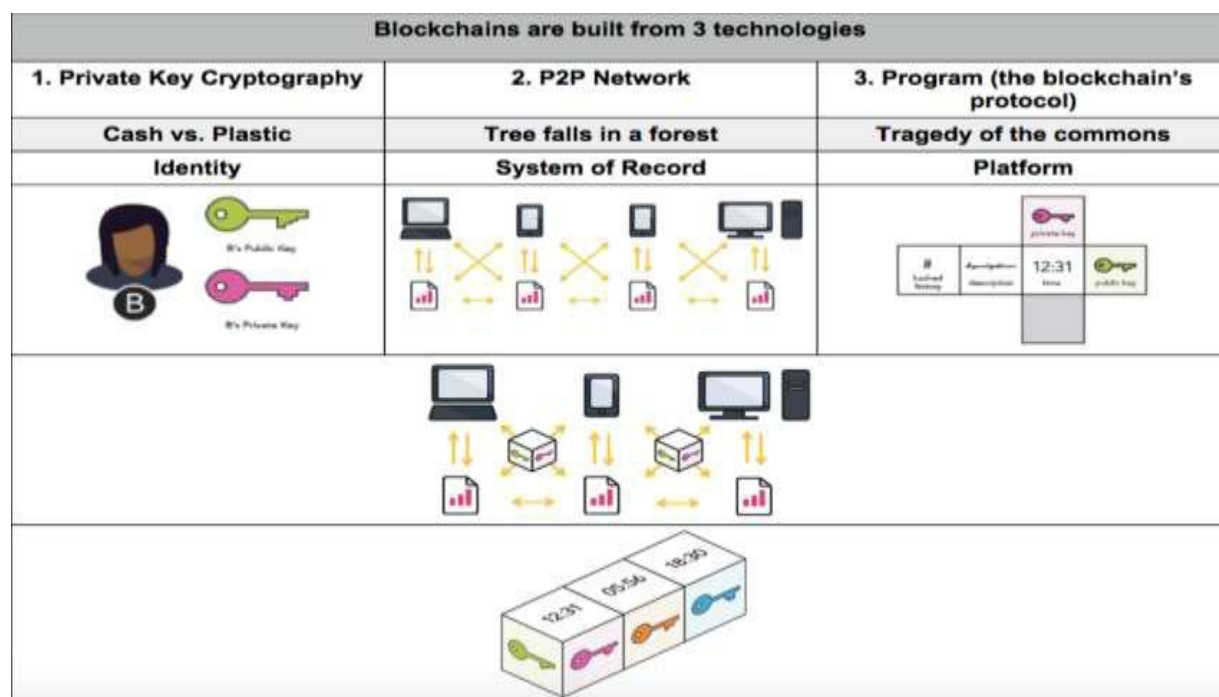 Blockchains are built from 3 technologies
1. Private Key Cryptography
2. P2P Network
3. Program (the blockchain's
protocol)
Cash vs. Plastic
Tree falls in a forest
Tragedy of the commons
Identity
System of Record
Platform
B's Public Key
B's Private Key
B
private key
#
hashed
history
description
12:31
time
public key
12:31
05:56
18:30